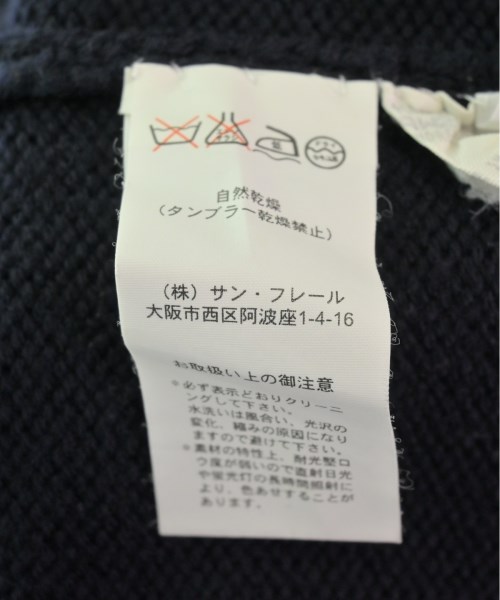 自然乾燥
(タンブラー乾燥禁止)
(株)サン・フレール
大阪市西区阿波座1-4-16
お取扱い上の御注意
※必ず表示どおりクリーニ
ングして下さい。
水洗いは風合い、光沢の
変化、縮みの原因になり
ますので避けて下さい。
※素材の特性上、耐光堅ロ
ウ度が弱いので直射日光
や蛍光灯の長時間照射に
より、色あせすることが
あります。